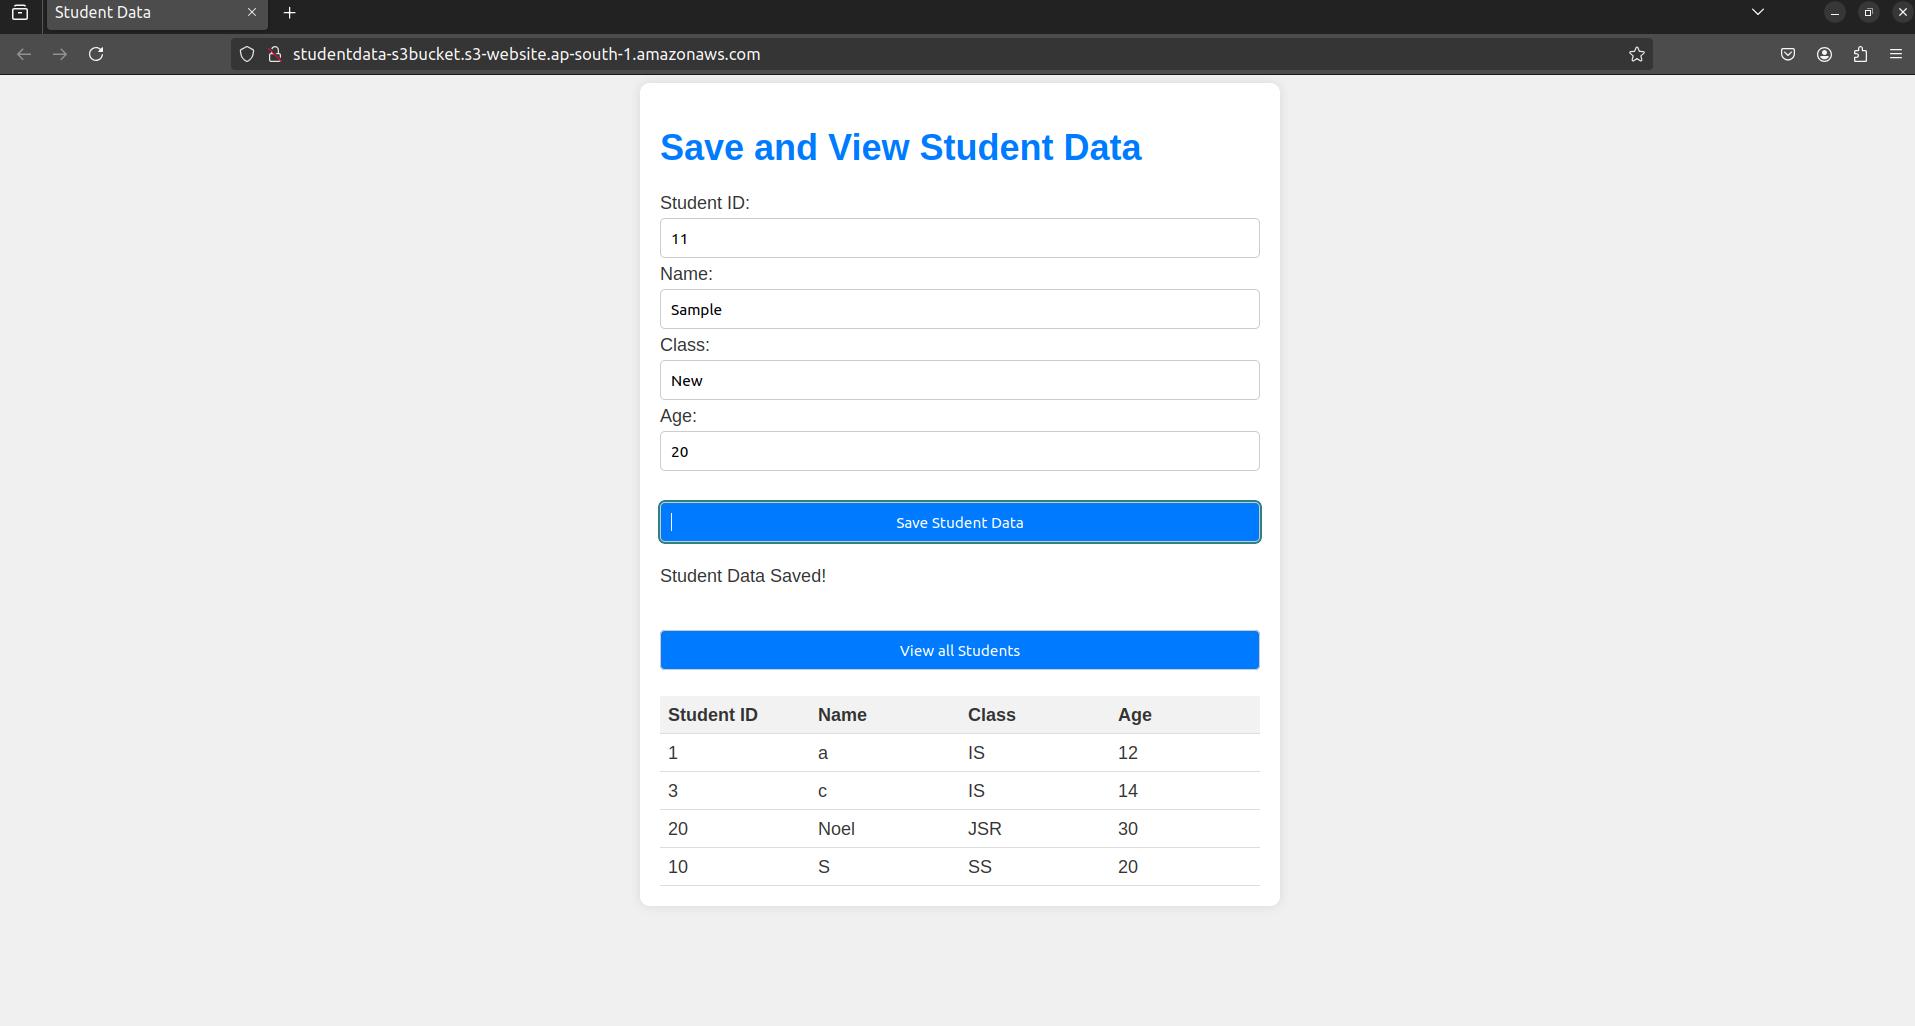 Student Data
studentdata-s3bucket.s3-website.ap-south-1.amazonaws.com
Save and View Student Data
Student ID:
11
Name:
Sample
Class:
New
Age:
20
Save Student Data
Student Data Saved!
View all Students
Student ID Name Class Age
1 a IS 12
3 c IS 14
20 Noel JSR 30
10 S SS 20